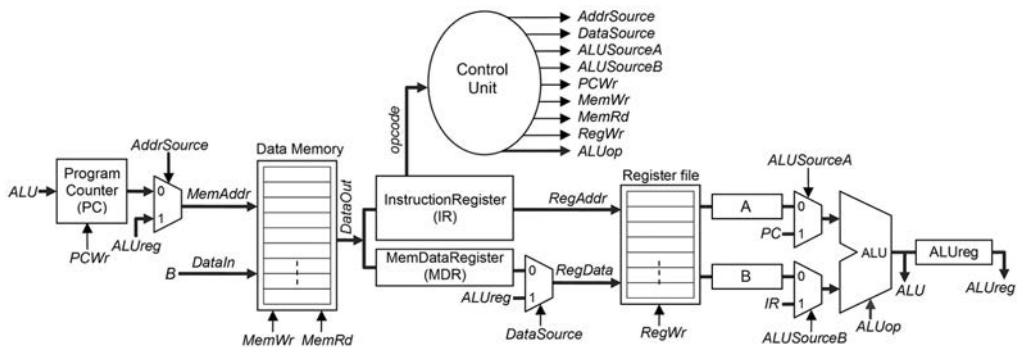 AddrSource
DataSource
ALUSourceA
ALUSourceB
PCWr
MemWr
MemRd
RegWr
ALUop
Control
Unit
opcode
AddrSource
Data Memory
ALU
Program
Counter
(PC)
0
1
MemAddr
PCWr
ALUreg
B
DataIn
MemWr
MemRd
DataOut
InstructionRegister
(IR)
RegAddr
MemDataRegister
(MDR)
0
1
ALUreg
RegData
DataSource
Register file
RegWr
ALUSourceA
A
0
PC
1
B
0
IR
1
ALUSourceB
ALU
ALUop
ALU
ALUreg
ALUreg